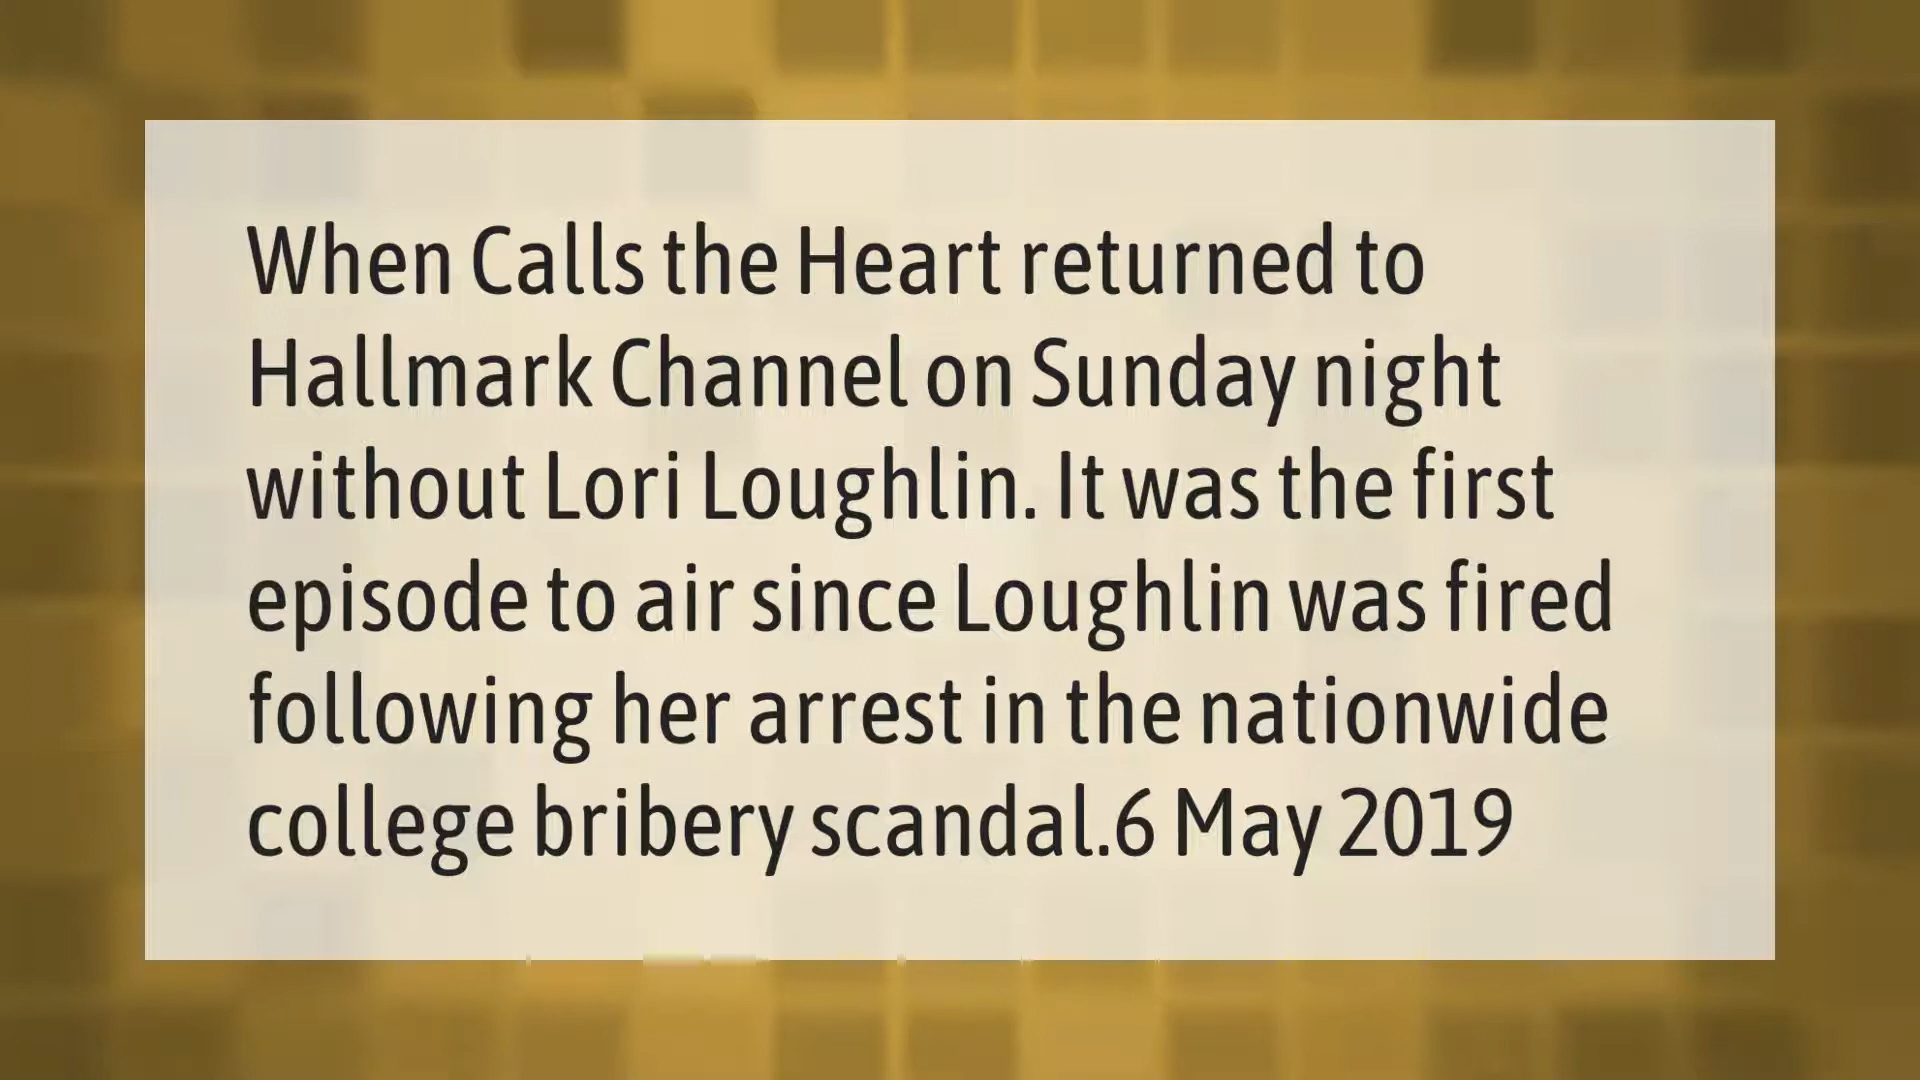 When Calls the Heart returned to
Hallmark Channel on Sunday night
without Lori Loughlin. It was the first
episode to air since Loughlin was fired
following her arrest in the nationwide
college bribery scandal.6 May 2019